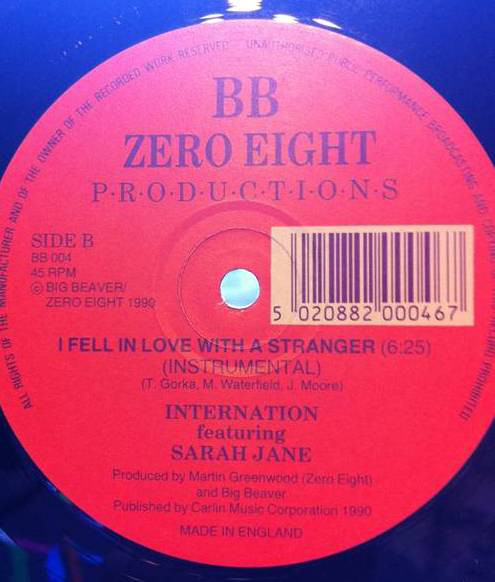 ALL RIGHTS OF THE MANUFACTURER AND OF THE OWNER OF THE RECORDED WORK RESERVED UNAUTHORISED PUBLIC PERFORMANCE BROADCASTING AND PROHIBITED
BB
ZERO EIGHT
P·R·O·D·U·C·T·I·O·N·S
SIDE B
BB 004
45 RPM
© BIG BEAVER/
ZERO EIGHT 1990
5 020882 000467
I FELL IN LOVE WITH A STRANGER (6:25)
(INSTRUMENTAL)
(T. Gorka, M. Waterfield, J. Moore)
INTERNATION
featuring
SARAH JANE
Produced by Martin Greenwood (Zero Eight)
and Big Beaver
Published by Carlin Music Corporation 1990
MADE IN ENGLAND